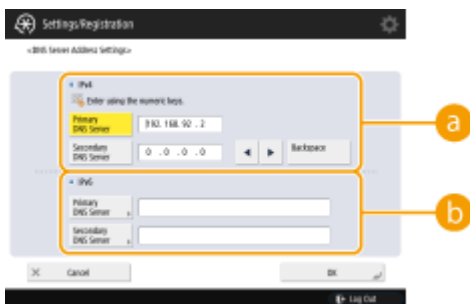 Settings/Registration
<DNS Server Address Settings>
IPv4
Enter using the numeric keys.
Primary
DNS Server
192. 168. 92 . 2
a
Secondary
DNS Server
0 . 0 . 0 . 0
Backspace
IPv6
Primary
DNS Server
b
Secondary
DNS Server
Cancel
OK
Log Out